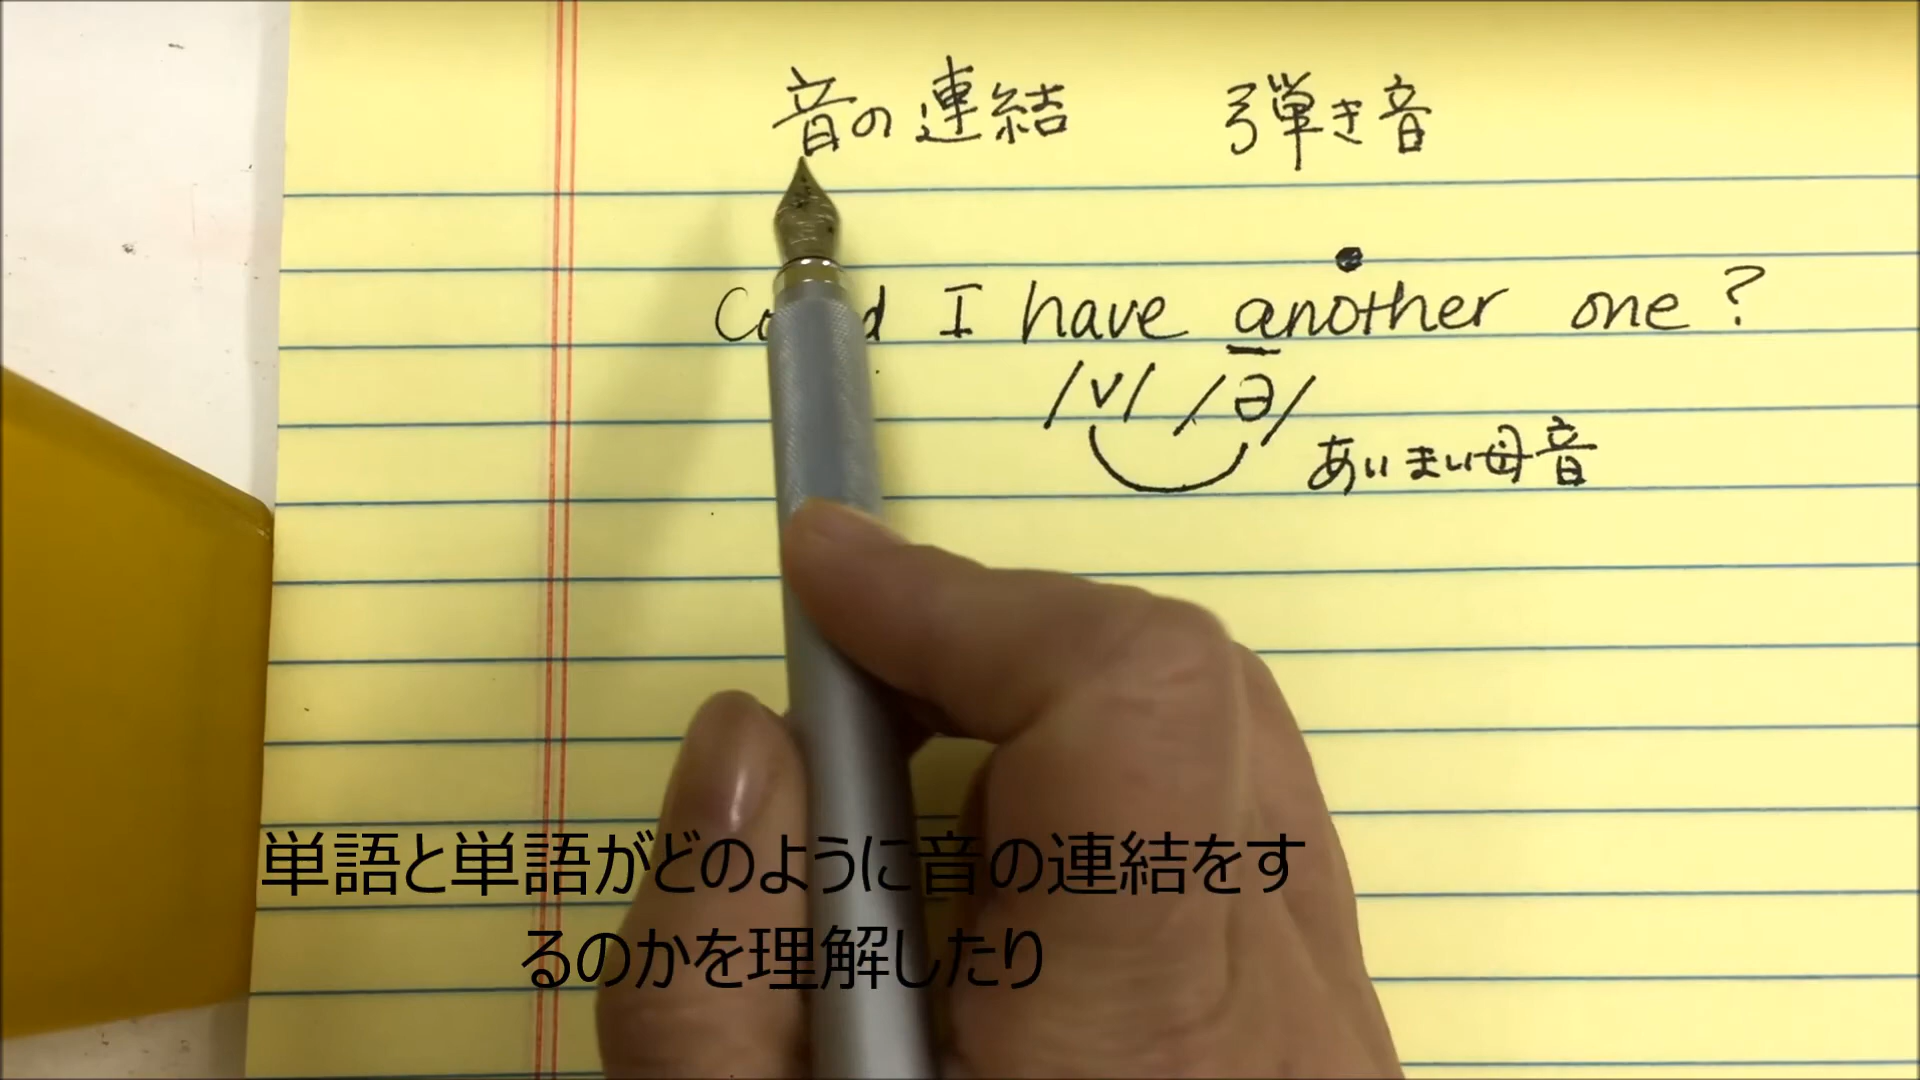 音の連結 弾き音
I have another one?
/v/ /ə/
あいまい母音
単語と単語がどのように音の連結をす
るのかを理解したり